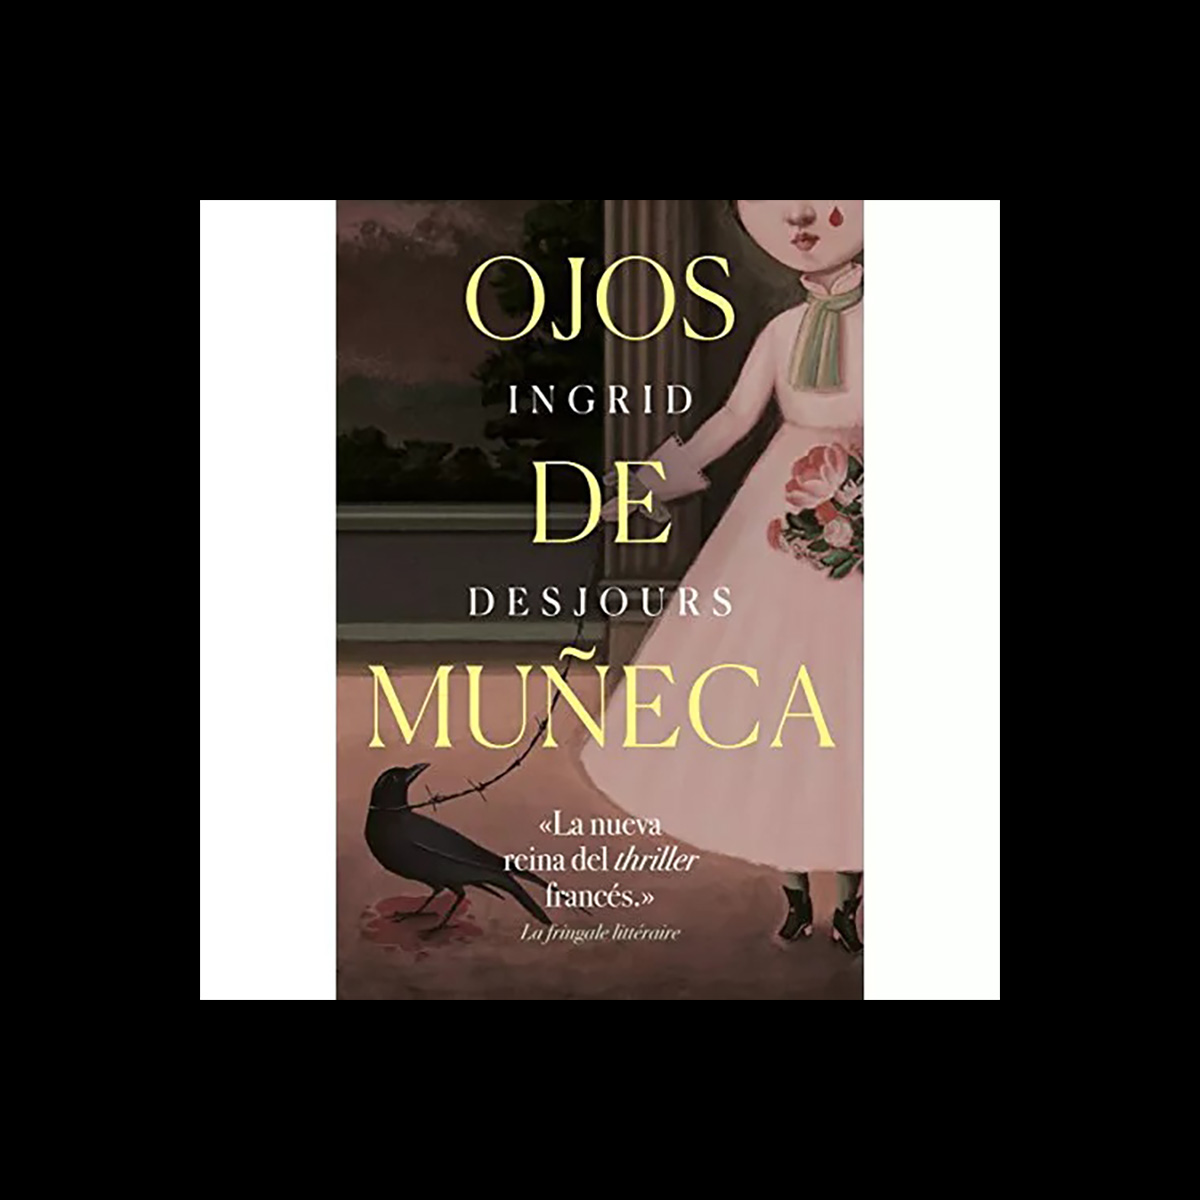 OJOS
INGRID
DE
DESJOURS
MUÑECA
«La nueva
reina del thriller
francés.»
La fringale littéraire